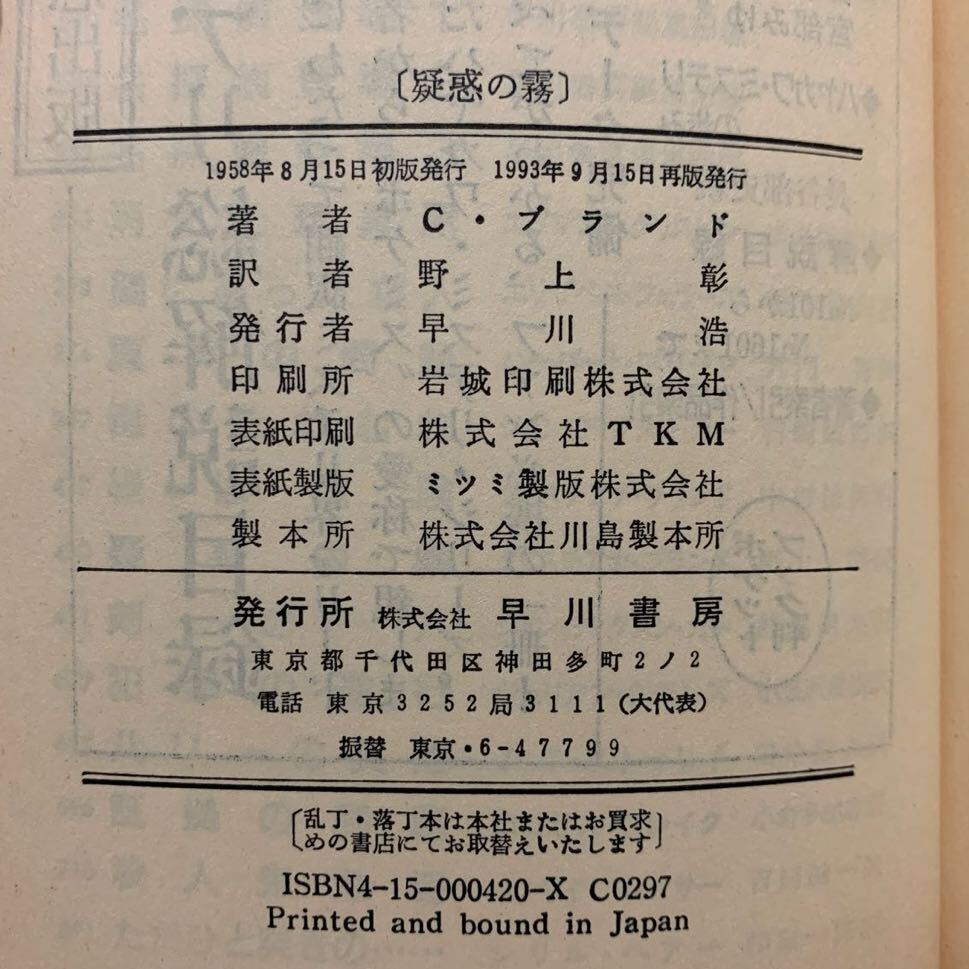 〔疑惑の霧〕
1958年8月15日初版発行　1993年9月15日再版発行
著者　C・ブランド
訳者　野上彰
発行者　早川浩
印刷所　岩城印刷株式会社
表紙印刷　株式会社TKM
表紙製版　ミツミ製版株式会社
製本所　株式会社川島製本所
発行所　株式会社　早川書房
東京都千代田区神田多町2ノ2
電話　東京3252局3111(大代表)
振替　東京・6-47799
〔乱丁・落丁本は本社またはお買求
めの書店にてお取替えいたします〕
ISBN4-15-000420-X C0297
Printed and bound in Japan